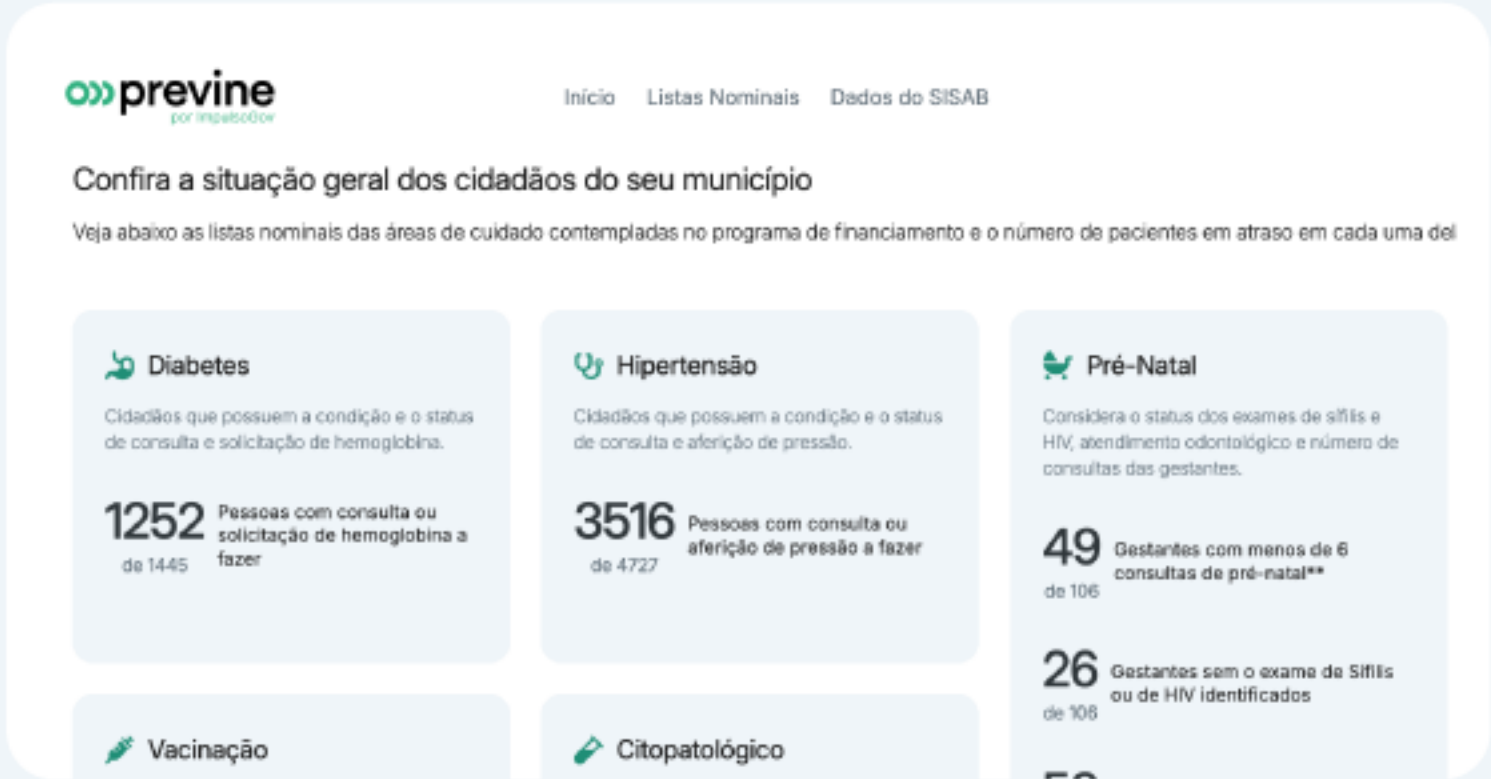 previne
por ImpulsoGov
Início Listas Nominais Dados do SISAB
Confira a situação geral dos cidadãos do seu município
Veja abaixo as listas nominais das áreas de cuidado contempladas no programa de financiamento e o número de pacientes em atraso em cada uma del
Diabetes
Cidadãos que possuem a condição e o status
de consulta e solicitação de hemoglobina.
1252
de 1445
Pessoas com consulta ou
solicitação de hemoglobina a
fazer
Hipertensão
Cidadãos que possuem a condição e o status
de consulta e aferição de pressão.
3516
de 4727
Pessoas com consulta ou
aferição de pressão a fazer
Pré-Natal
Considera o status dos exames de sífilis e
HIV, atendimento odontológico e número de
consultas das gestantes.
49
de 106
Gestantes com menos de 6
consultas de pré-natal**
26
de 106
Gestantes sem o exame de Sífilis
ou de HIV identificados
Vacinação
Citopatológico